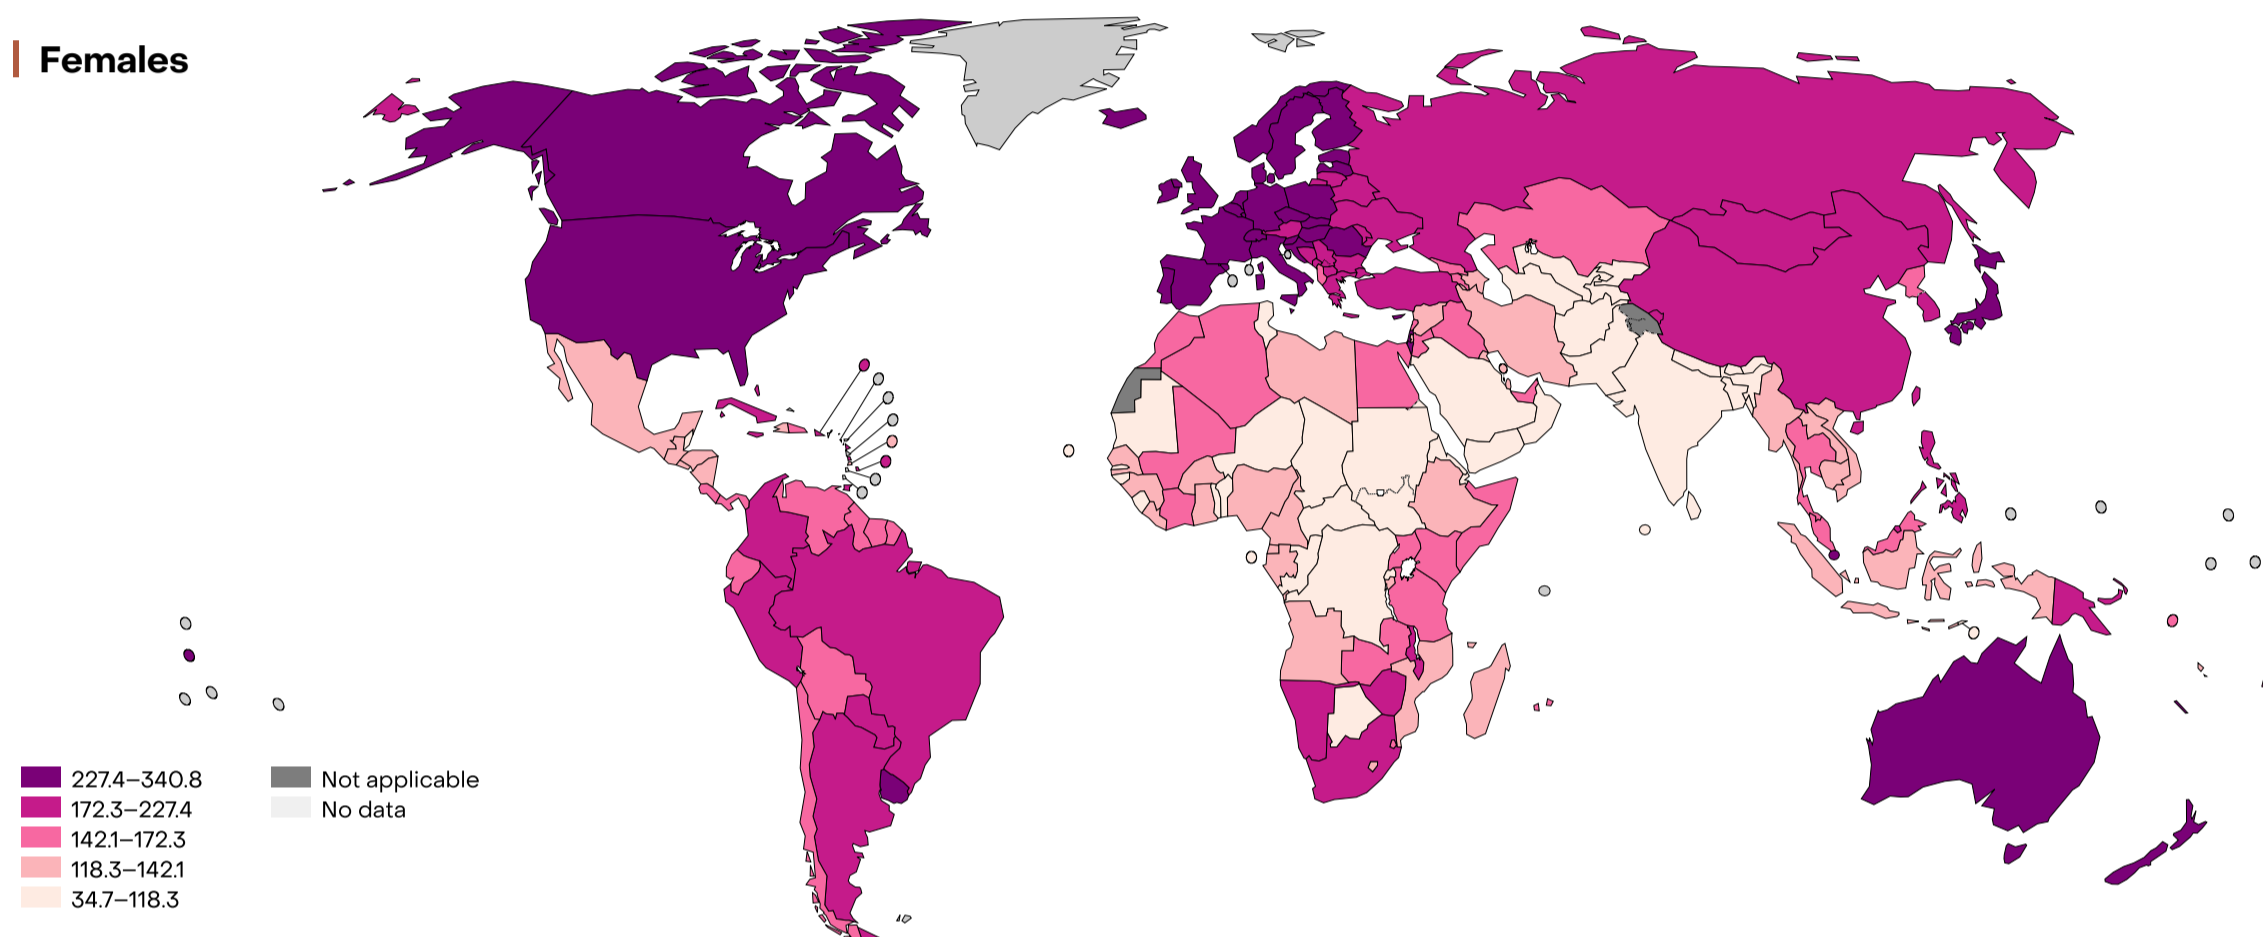 Females
227.4–340.8
172.3–227.4
142.1–172.3
118.3–142.1
34.7–118.3
Not applicable
No data